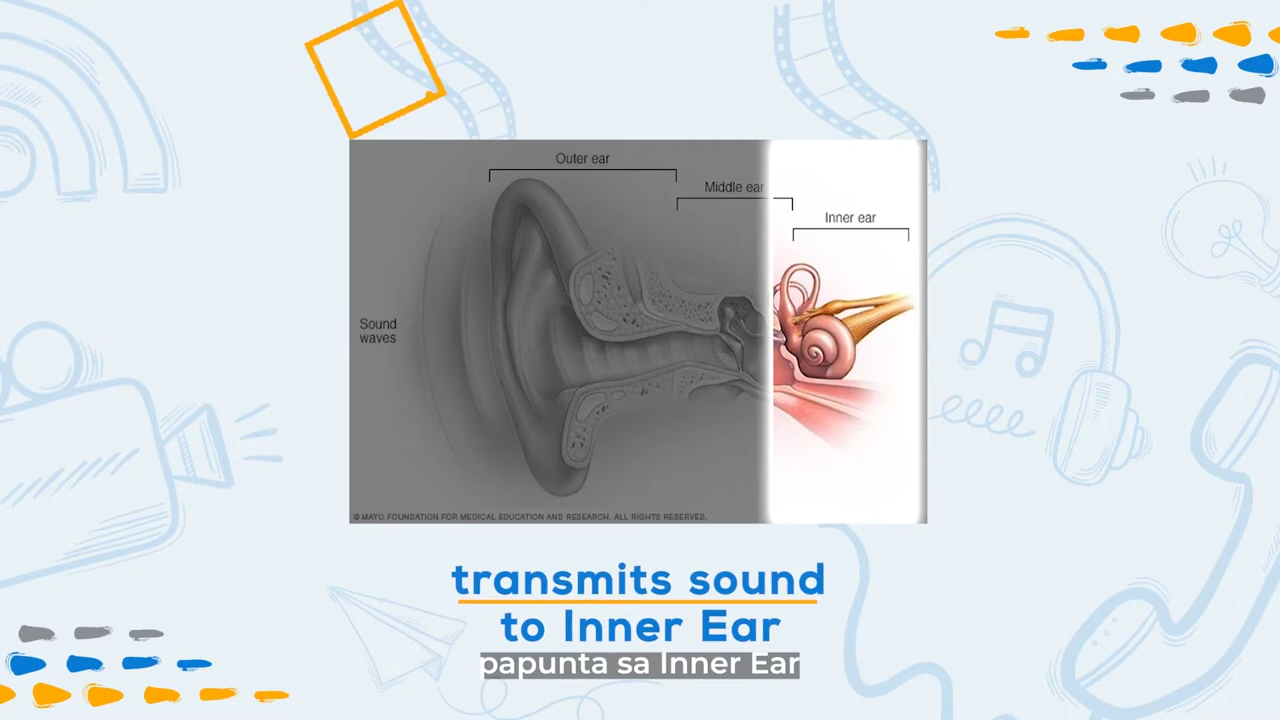 Outer ear
Middle ear
Inner ear
Sound
waves
© MAYO FOUNDATION FOR MEDICAL EDUCATION AND RESEARCH. ALL RIGHTS RESERVED.
transmits sound
to Inner Ear
papunta sa Inner Ear